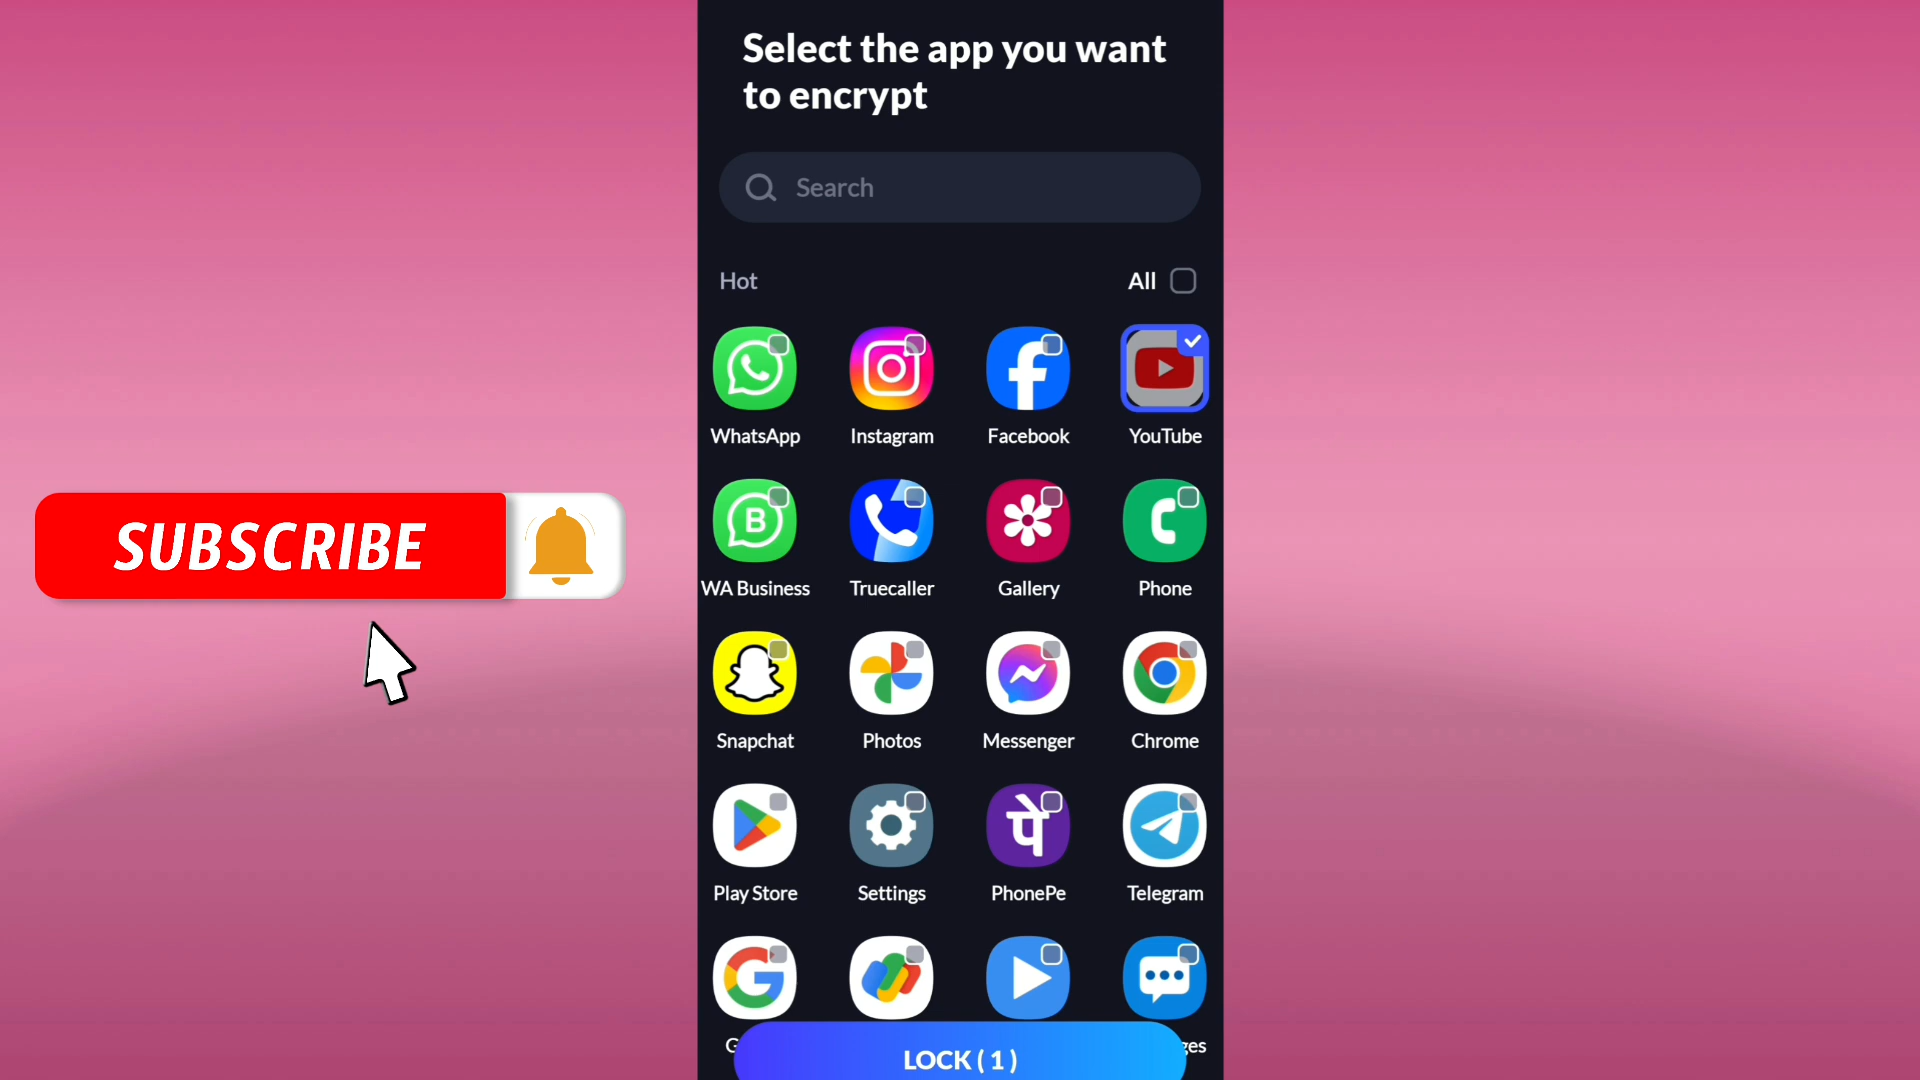 Select the app you want
to encrypt
Search
Hot
All
WhatsApp
Instagram
Facebook
YouTube
B
WA Business
Truecaller
Gallery
Phone
SUBSCRIBE
Snapchat
Photos
Messenger
Chrome
पे
Play Store
Settings
PhonePe
Telegram
G
ges
LOCK ( 1 )